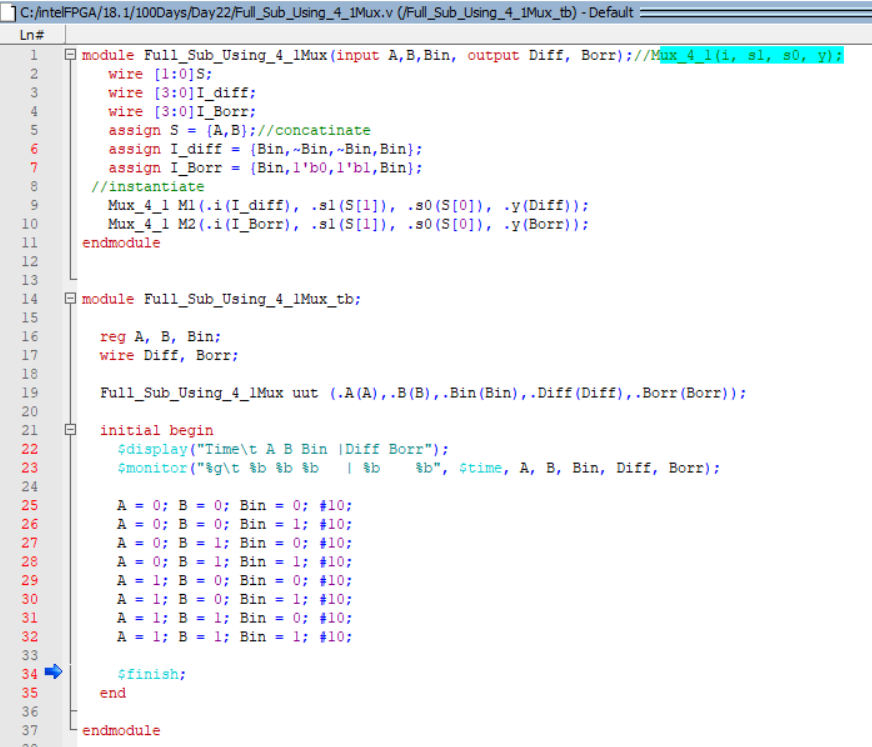 C:/intelFPGA/18.1/100Days/Day22/Full_Sub_Using_4_1Mux.v (/Full_Sub_Using_4_1Mux_tb) - Default
Ln#
1 module Full_Sub_Using_4_1Mux(input A,B,Bin, output Diff, Borr);//Mux_4_1(i, s1, s0, y);
2 wire [1:0]S;
3 wire [3:0]I_diff;
4 wire [3:0]I_Borr;
5 assign S = {A,B};//concatinate
6 assign I_diff = {Bin,~Bin,~Bin,Bin};
7 assign I_Borr = {Bin,1'b0,1'b1,Bin};
8 //instantiate
9 Mux_4_1 M1(.i(I_diff), .s1(S[1]), .s0(S[0]), .y(Diff));
10 Mux_4_1 M2(.i(I_Borr), .s1(S[1]), .s0(S[0]), .y(Borr));
11 endmodule
12
13
14 module Full_Sub_Using_4_1Mux_tb;
15
16 reg A, B, Bin;
17 wire Diff, Borr;
18
19 Full_Sub_Using_4_1Mux uut (.A(A),.B(B),.Bin(Bin),.Diff(Diff),.Borr(Borr));
20
21 initial begin
22 $display("Time\t A B Bin |Diff Borr");
23 $monitor("%g\t %b %b %b   | %b    %b", $time, A, B, Bin, Diff, Borr);
24
25 A = 0; B = 0; Bin = 0; #10;
26 A = 0; B = 0; Bin = 1; #10;
27 A = 0; B = 1; Bin = 0; #10;
28 A = 0; B = 1; Bin = 1; #10;
29 A = 1; B = 0; Bin = 0; #10;
30 A = 1; B = 0; Bin = 1; #10;
31 A = 1; B = 1; Bin = 0; #10;
32 A = 1; B = 1; Bin = 1; #10;
33
34 $finish;
35 end
36
37 endmodule